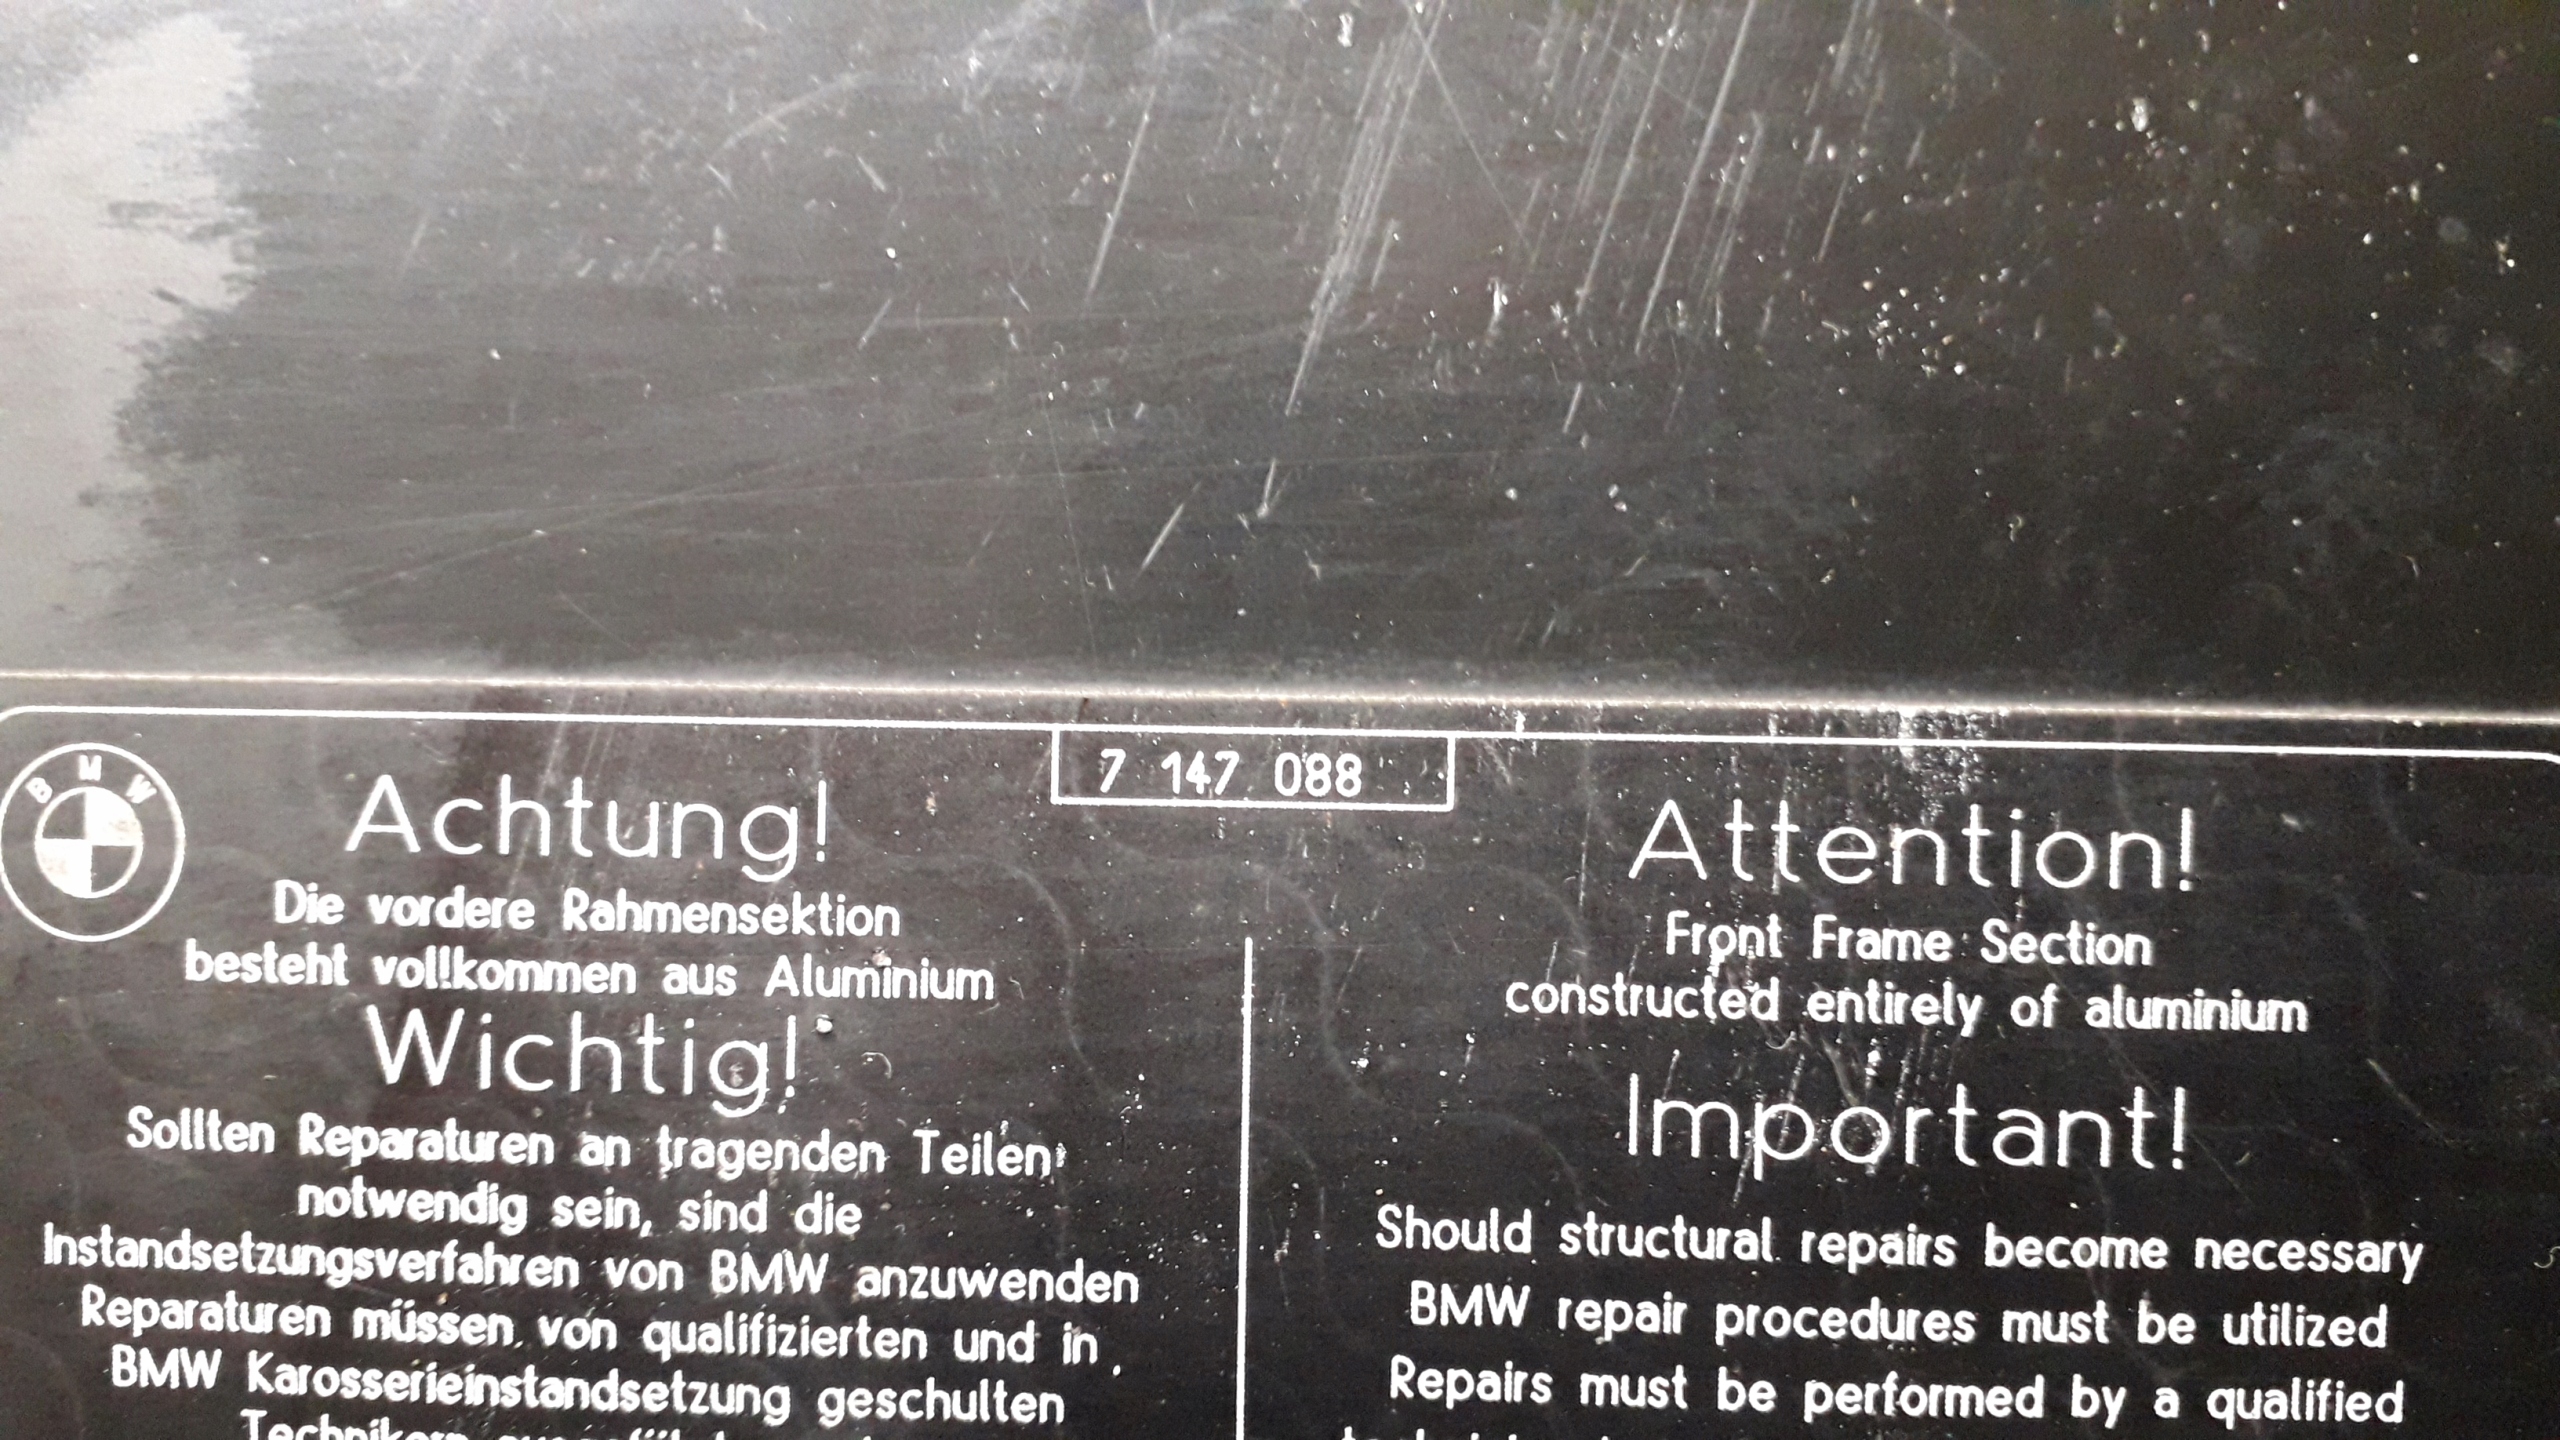 7 147 088
BMW
Achtung!
Die vordere Rahmensektion
besteht vollkommen aus Aluminium
Wichtig!
Sollten Reparaturen an tragenden Teilen
notwendig sein, sind die
Instandsetzungsverfahren von BMW anzuwenden
Reparaturen müssen von qualifizierten und in
BMW Karosserieinstandsetzung geschulten
Attention!
Front Frame Section
constructed entirely of aluminium
Important!
Should structural repairs become necessary
BMW repair procedures must be utilized
Repairs must be performed by a qualified